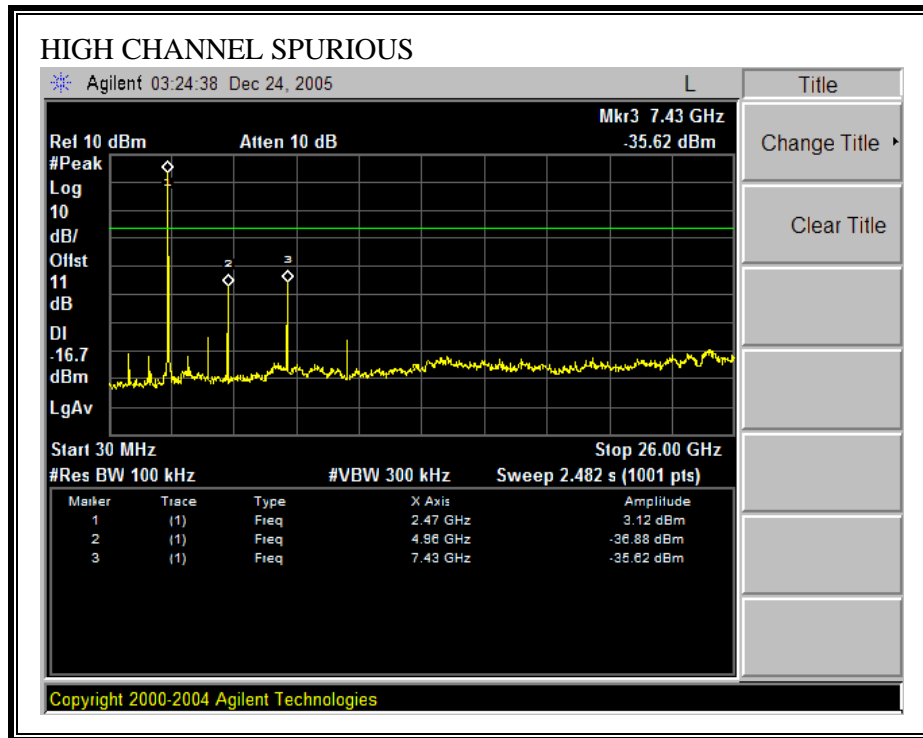 HIGH CHANNEL SPURIOUS
Agilent 03:24:38 Dec 24, 2005 L
Title
Mkr3 7.43 GHz
Ref 10 dBm Atten 10 dB -35.62 dBm
Change Title
#Peak
Log
10
dB/
Offst
11
dB
DI
-16.7
dBm
LgAv
1
2
3
Clear Title
Start 30 MHz Stop 26.00 GHz
#Res BW 100 kHz #VBW 300 kHz Sweep 2.482 s (1001 pts)
Marker Trace Type X Axis Amplitude
1 (1) Freq 2.47 GHz 3.12 dBm
2 (1) Freq 4.96 GHz -36.88 dBm
3 (1) Freq 7.43 GHz -35.62 dBm
Copyright 2000-2004 Agilent Technologies